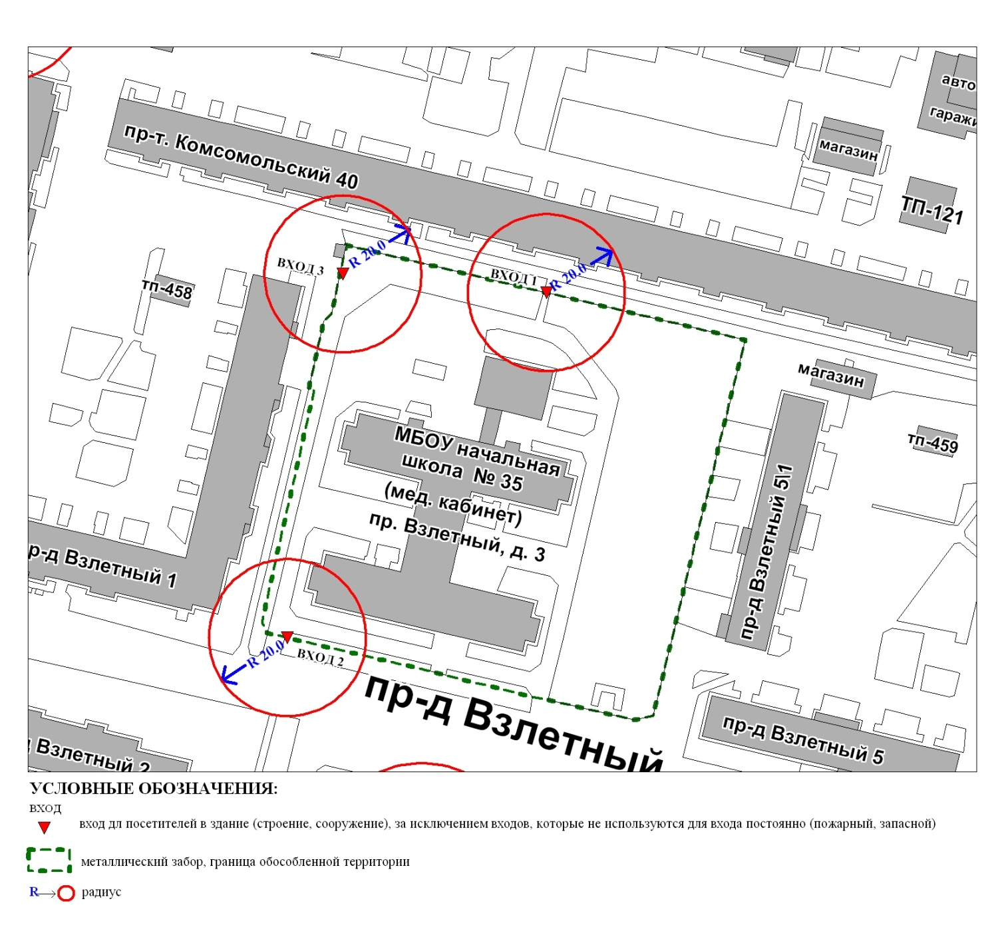 авто
гаражи
магазин
ТП-121
пр-т. Комсомольский 40
ВХОД 3
R 20.0
ВХОД 1
R 20.0
тп-458
магазин
тп-459
МБОУ начальная
школа № 35
(мед. кабинет)
пр. Взлетный, д. 3
пр-д Взлетный 5\1
р-д Взлетный 1
R 20.0
ВХОД 2
пр-д Взлетный
пр-д Взлетный 5
Взлетный 2
УСЛОВНЫЕ ОБОЗНАЧЕНИЯ:
ВХОД
вход дл посетителей в здание (строение, сооружение), за исключением входов, которые не используются для входа постоянно (пожарный, запасной)
металлический забор, граница обособленной территории
R
радиус